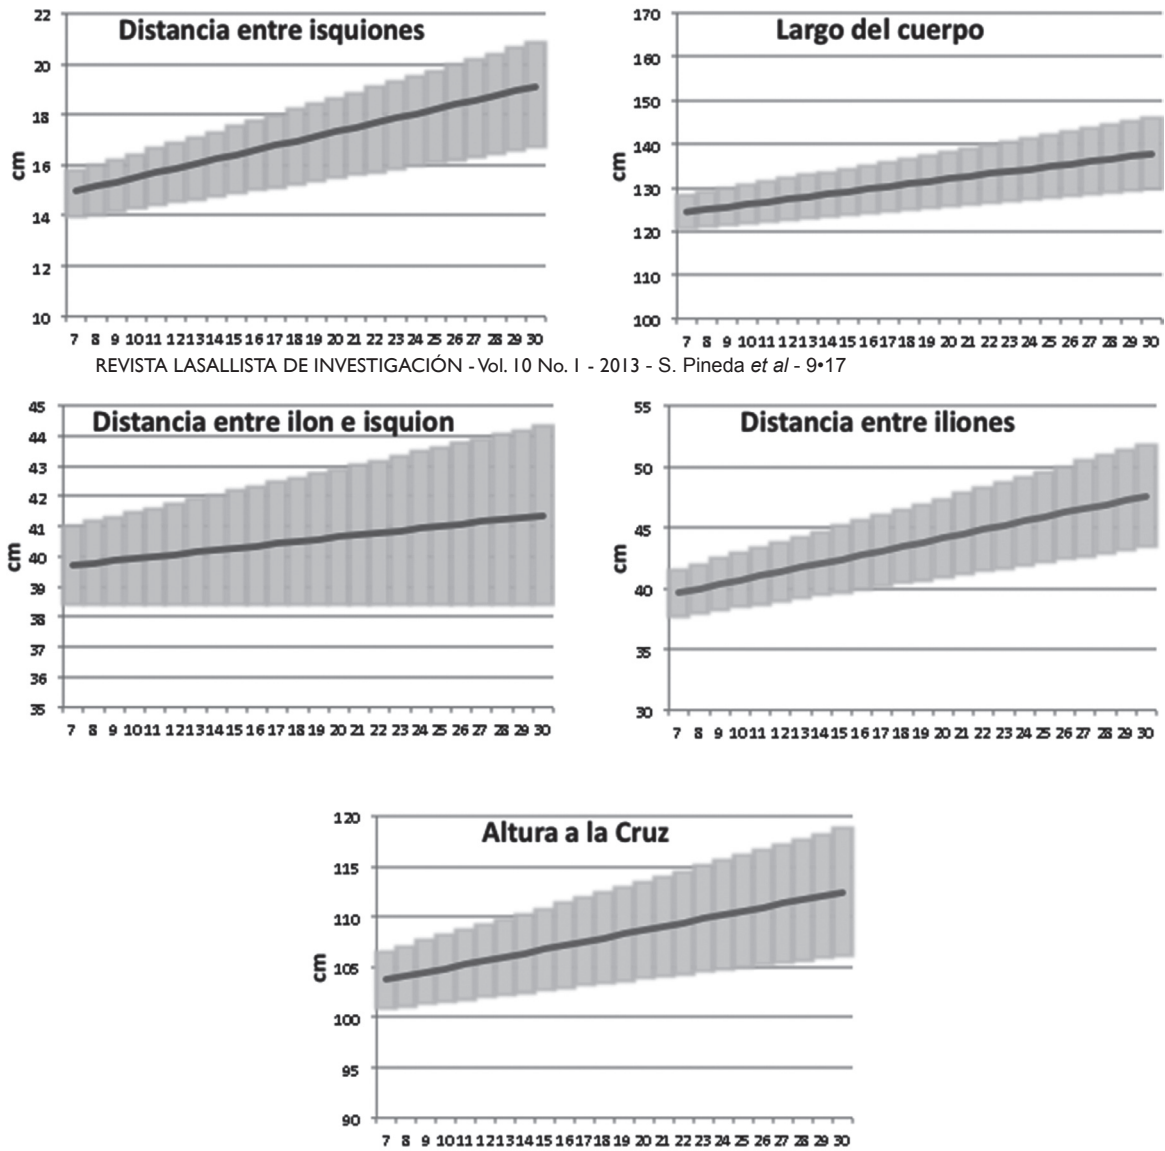 Distancia entre isquiones
cm
22
20
18
16
14
12
10
7 8 9 10 11 12 13 14 15 16 17 18 19 20 21 22 23 24 25 26 27 28 29 30
Largo del cuerpo
cm
170
160
150
140
130
120
110
100
7 8 9 10 11 12 13 14 15 16 17 18 19 20 21 22 23 24 25 26 27 28 29 30
REVISTA LASALLISTA DE INVESTIGACIÓN - Vol. 10 No. 1 - 2013 - S. Pineda et al - 9•17
Distancia entre ilon e isquion
cm
45
44
43
42
41
40
39
38
37
36
35
7 8 9 10 11 12 13 14 15 16 17 18 19 20 21 22 23 24 25 26 27 28 29 30
Distancia entre iliones
cm
55
50
45
40
35
30
7 8 9 10 11 12 13 14 15 16 17 18 19 20 21 22 23 24 25 26 27 28 29 30
Altura a la Cruz
cm
120
115
110
105
100
95
90
7 8 9 10 11 12 13 14 15 16 17 18 19 20 21 22 23 24 25 26 27 28 29 30